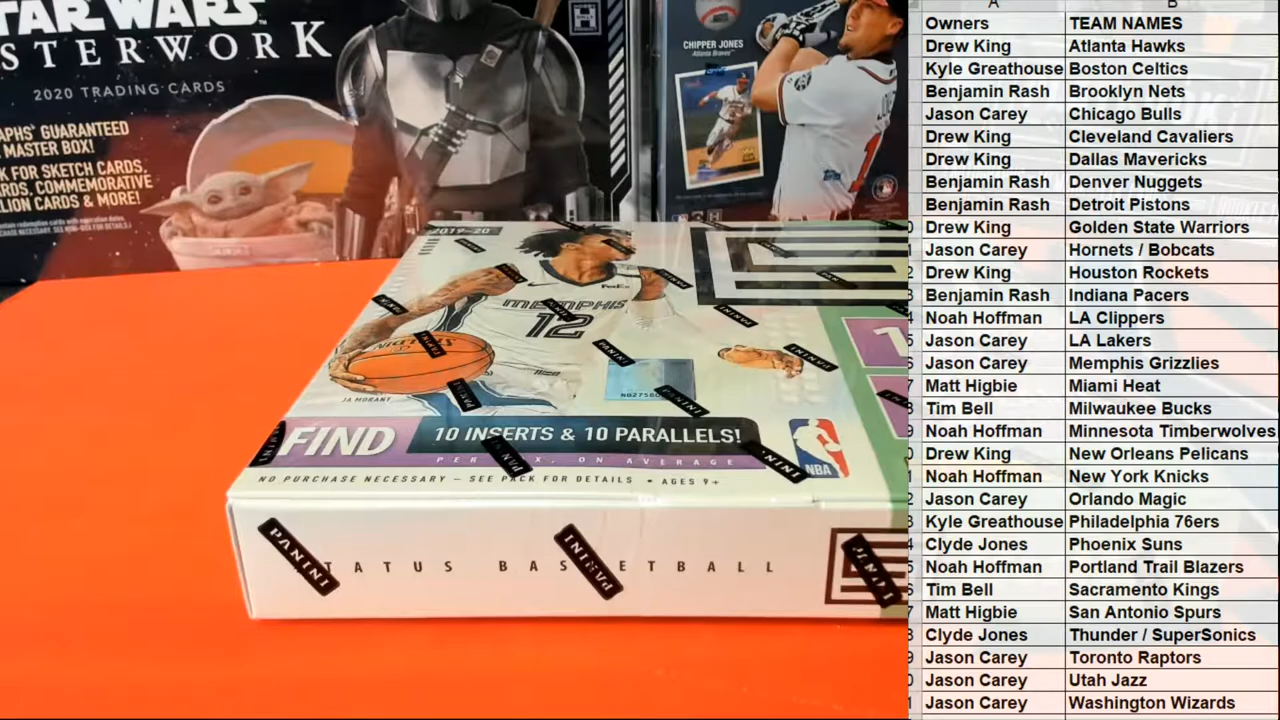 STAR WARS
STERWORK
2020 TRADING CARDS
APHS' GUARANTEED
MASTER BOX!
K FOR SKETCH CARDS,
RDS, COMMEMORATIVE
LLION CARDS & MORE!
CHIPPER JONES
Atlanta Braves
2019-20
FedEx
MEMPHIS
12
JA MORANT
FIND
10 INSERTS & 10 PARALLELS!
PER BOX, ON AVERAGE
NBA
NO PURCHASE NECESSARY – SEE PACK FOR DETAILS • AGES 9+
PANINI
PANINI
PANINI
TATUS BAS ETBALL
A B
Owners TEAM NAMES
Drew King Atlanta Hawks
Kyle Greathouse Boston Celtics
Benjamin Rash Brooklyn Nets
Jason Carey Chicago Bulls
Drew King Cleveland Cavaliers
Drew King Dallas Mavericks
Benjamin Rash Denver Nuggets
Benjamin Rash Detroit Pistons
Drew King Golden State Warriors
Jason Carey Hornets / Bobcats
Drew King Houston Rockets
Benjamin Rash Indiana Pacers
Noah Hoffman LA Clippers
Jason Carey LA Lakers
Jason Carey Memphis Grizzlies
Matt Higbie Miami Heat
Tim Bell Milwaukee Bucks
Noah Hoffman Minnesota Timberwolves
Drew King New Orleans Pelicans
Noah Hoffman New York Knicks
Jason Carey Orlando Magic
Kyle Greathouse Philadelphia 76ers
Clyde Jones Phoenix Suns
Noah Hoffman Portland Trail Blazers
Tim Bell Sacramento Kings
Matt Higbie San Antonio Spurs
Clyde Jones Thunder / SuperSonics
Jason Carey Toronto Raptors
Jason Carey Utah Jazz
Jason Carey Washington Wizards